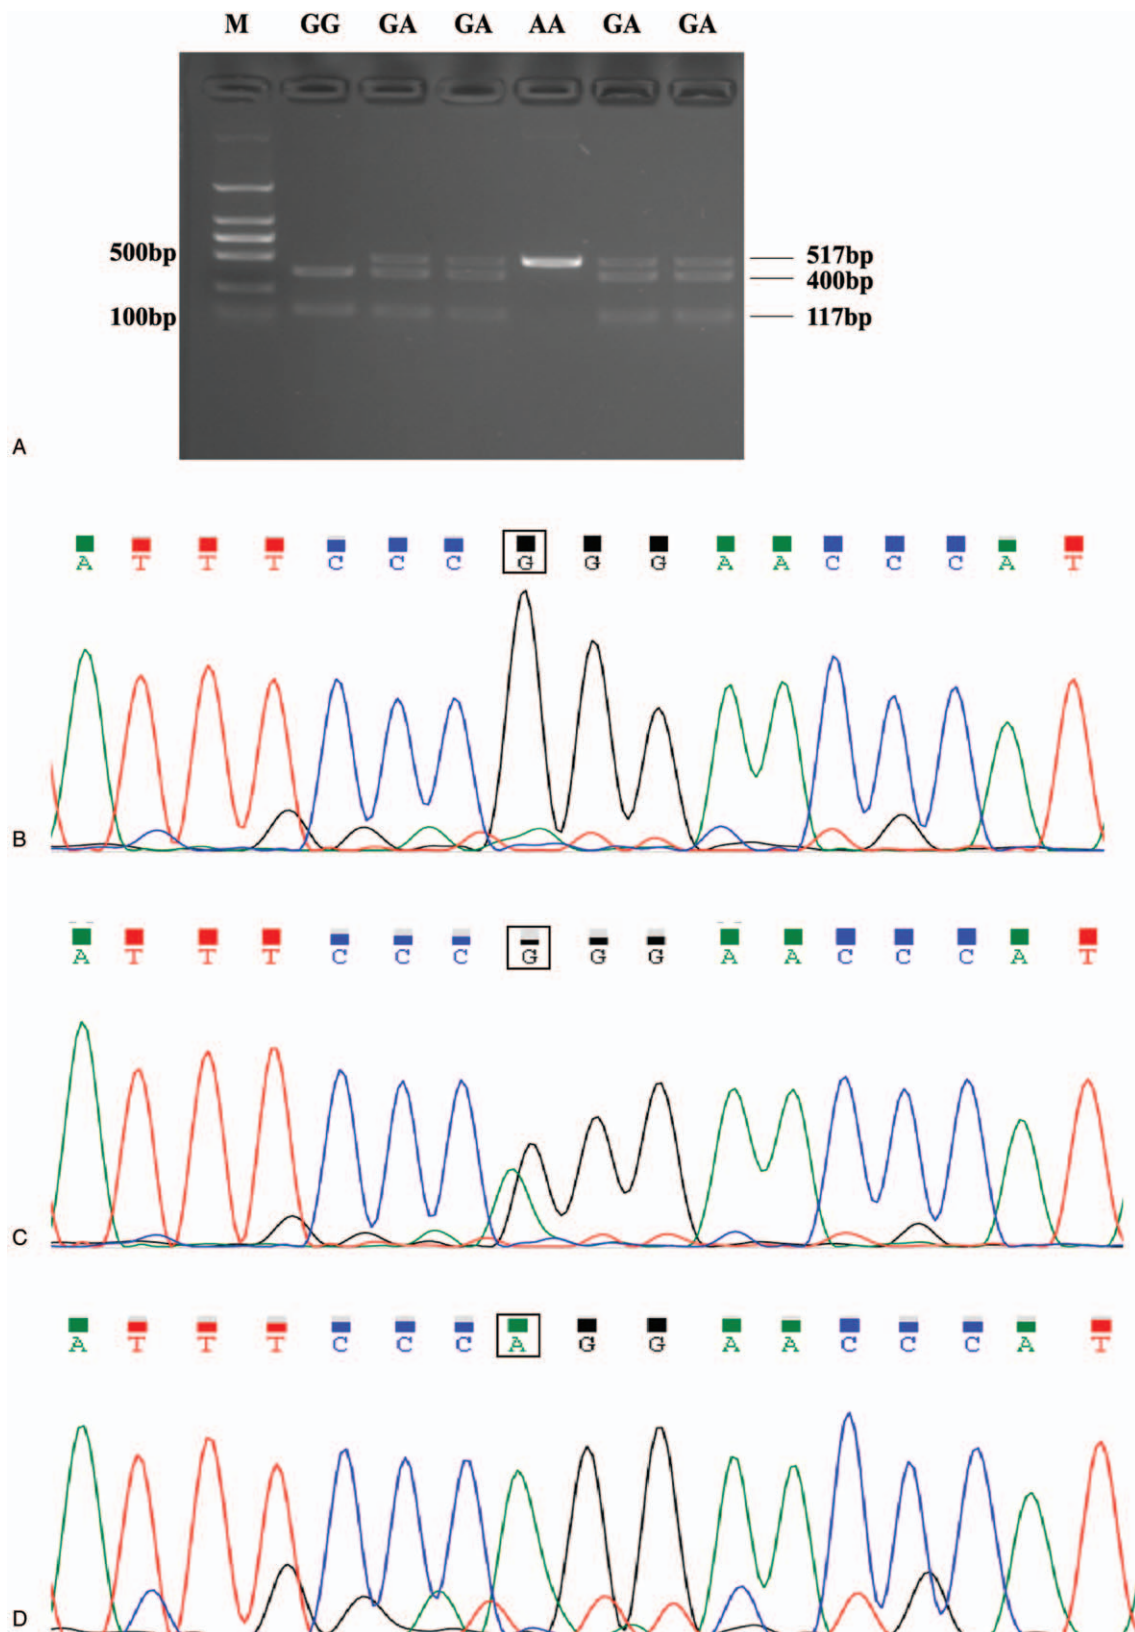 M GG GA GA AA GA GA
500bp 517bp
400bp
100bp 117bp
A
A T T T C C C G G G A A C C C A T
B
A T T T C C C G G G A A C C C A T
C
A T T T C C C A G G A A C C C A T
D